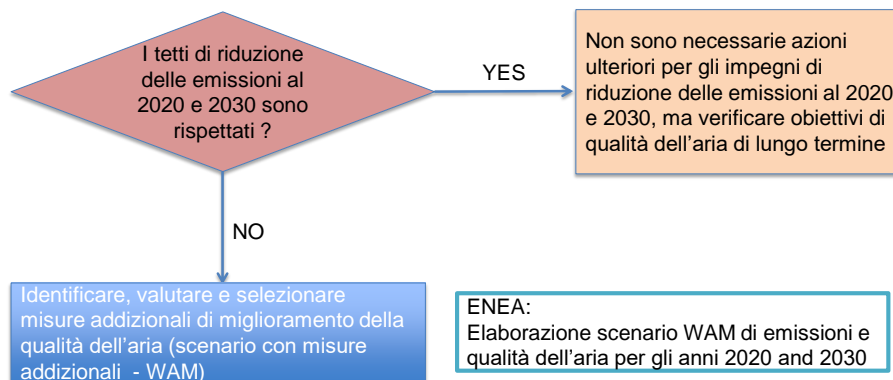 I tetti di riduzione
delle emissioni al
2020 e 2030 sono
rispettati ?
YES
Non sono necessarie azioni
ulteriori per gli impegni di
riduzione delle emissioni al 2020
e 2030, ma verificare obiettivi di
qualità dell'aria di lungo termine
NO
Identificare, valutare e selezionare
misure addizionali di miglioramento della
qualità dell'aria (scenario con misure
addizionali - WAM)
ENEA:
Elaborazione scenario WAM di emissioni e
qualità dell'aria per gli anni 2020 and 2030